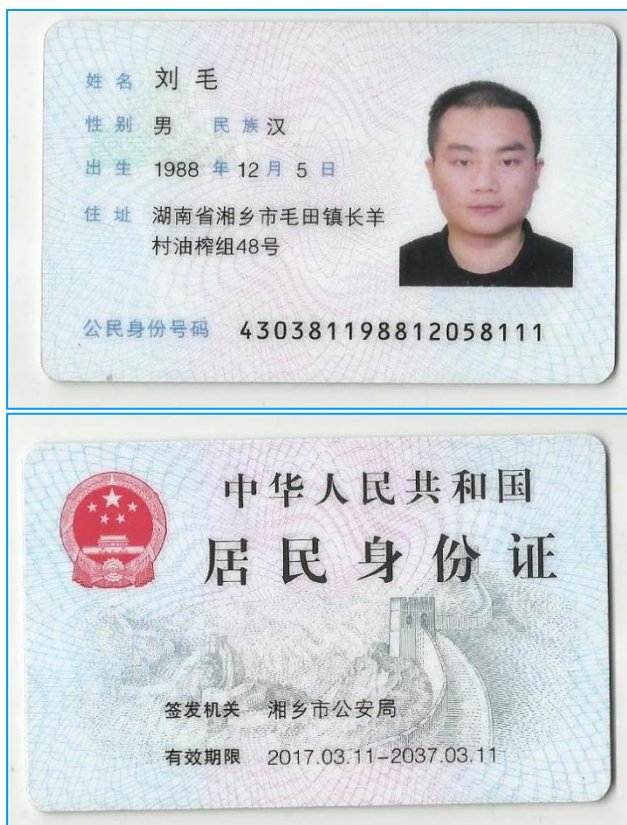 姓名 刘毛
性别 男 民族 汉
出生 1988 年 12 月 5 日
住址 湖南省湘乡市毛田镇长羊
村油榨组48号
公民身份号码 430381198812058111
中华人民共和国
居民身份证
签发机关 湘乡市公安局
有效期限 2017.03.11-2037.03.11